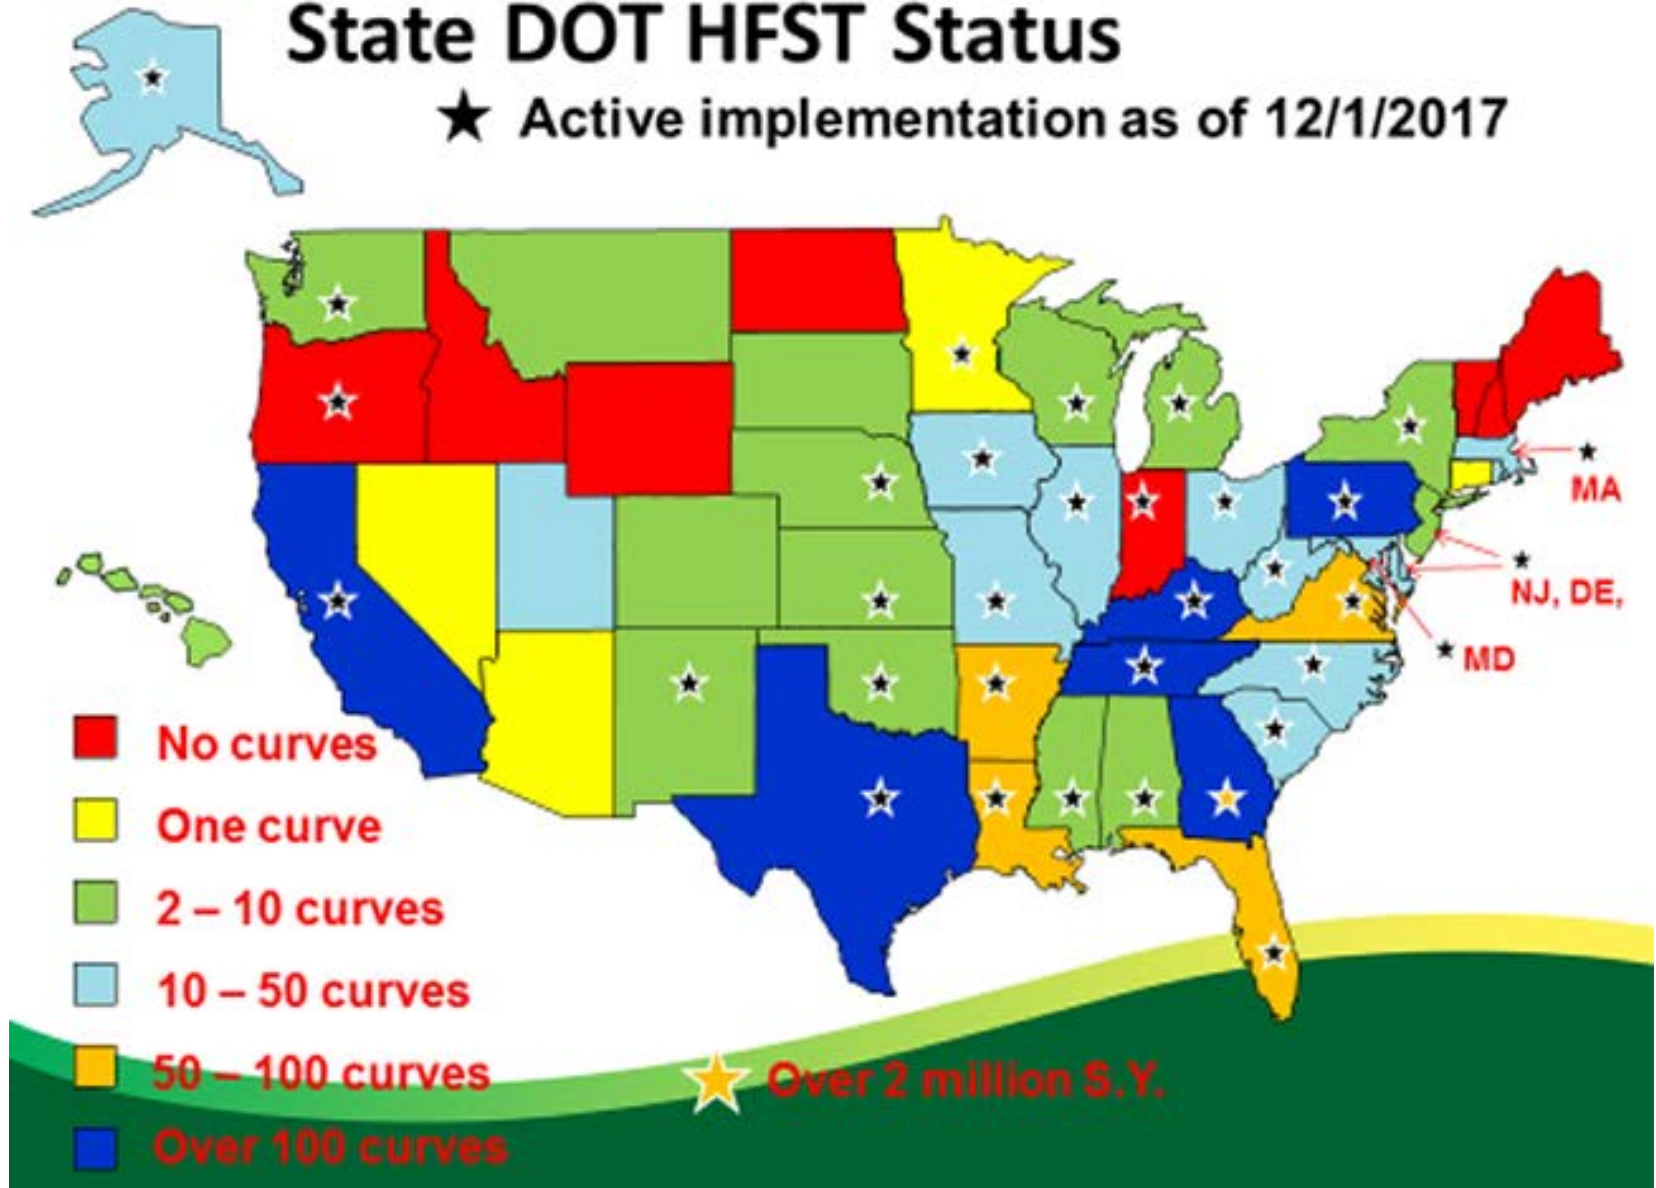 State DOT HFST Status
★ Active implementation as of 12/1/2017
MA
NJ, DE,
MD
No curves
One curve
2 – 10 curves
10 – 50 curves
50 – 100 curves
Over 2 million S.Y.
Over 100 curves